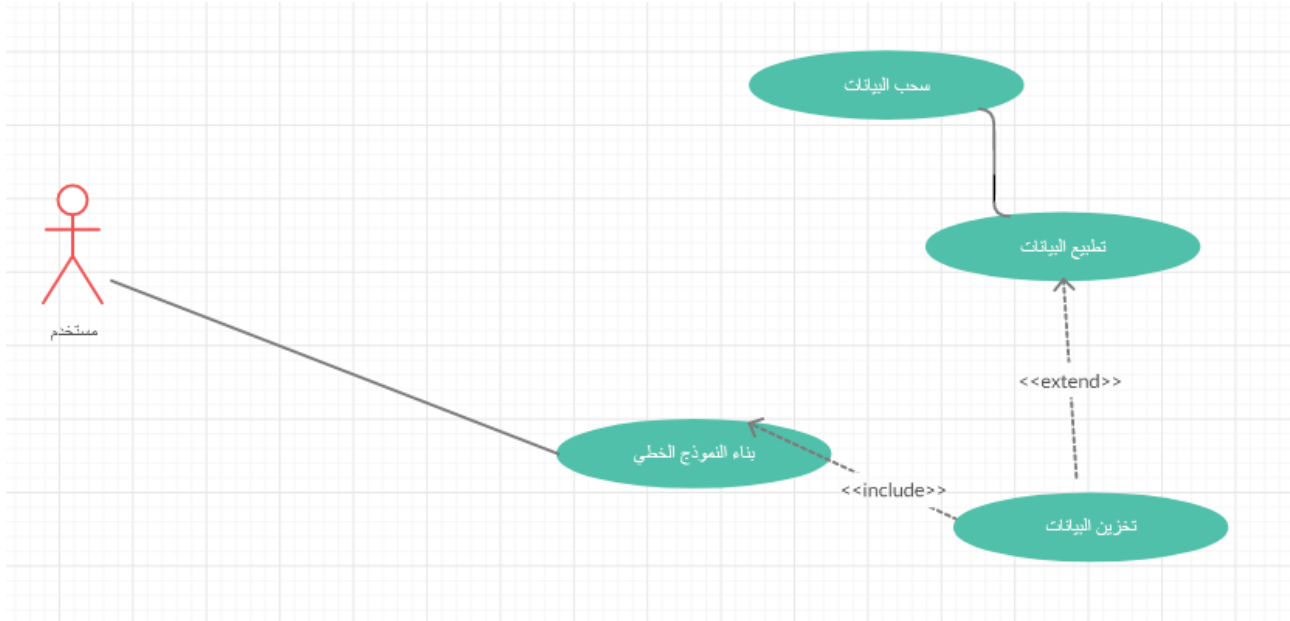 سحب البيانات
تطبيع البيانات
مستخدم
<<extend>>
بناء النموذج الخطي
<<include>>
تخزين البيانات